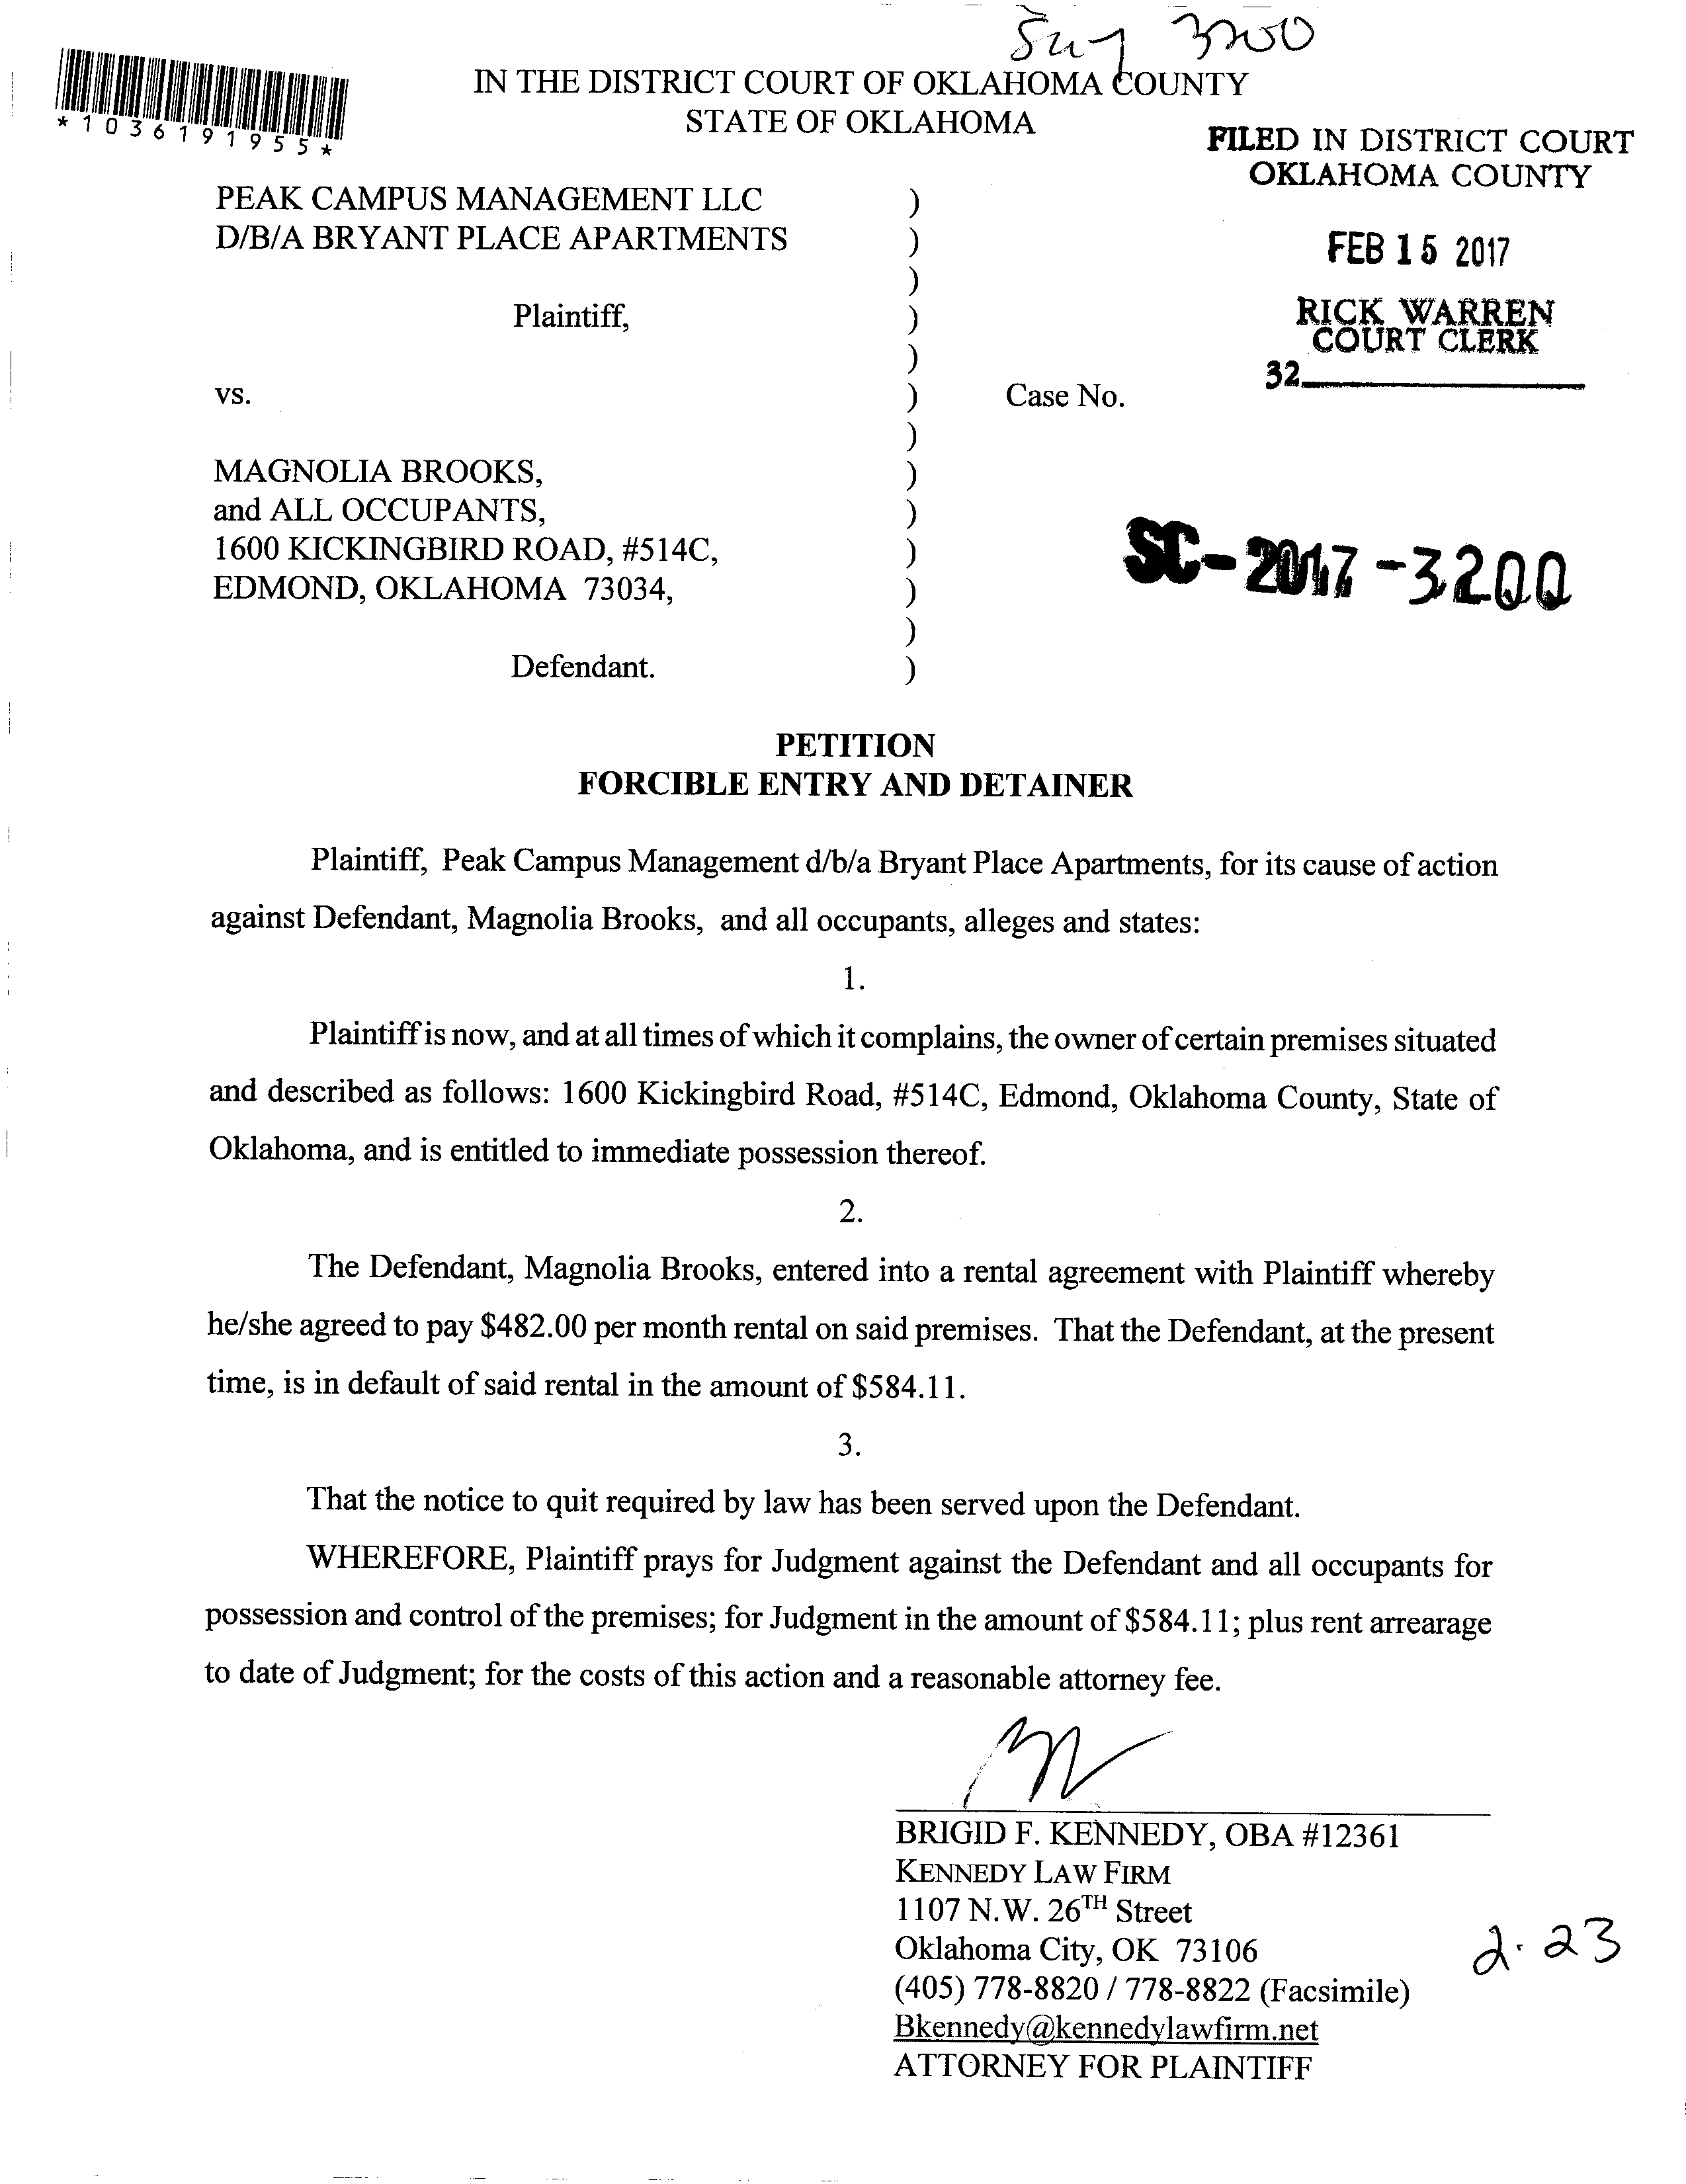 3200
IN THE DISTRICT COURT OF OKLAHOMA COUNTY
STATE OF OKLAHOMA
*1036191955*
FILED IN DISTRICT COURT
OKLAHOMA COUNTY
FEB 15 2017
RICK WARREN
COURT CLERK
32
PEAK CAMPUS MANAGEMENT LLC )
D/B/A BRYANT PLACE APARTMENTS )
)
Plaintiff, )
)
vs. ) Case No.
)
MAGNOLIA BROOKS, )
and ALL OCCUPANTS, )
1600 KICKINGBIRD ROAD, #514C, ) SC-2017-3200
EDMOND, OKLAHOMA 73034, )
)
Defendant. )
PETITION
FORCIBLE ENTRY AND DETAINER
Plaintiff, Peak Campus Management d/b/a Bryant Place Apartments, for its cause of action
against Defendant, Magnolia Brooks, and all occupants, alleges and states:
1.
Plaintiff is now, and at all times of which it complains, the owner of certain premises situated
and described as follows: 1600 Kickingbird Road, #514C, Edmond, Oklahoma County, State of
Oklahoma, and is entitled to immediate possession thereof.
2.
The Defendant, Magnolia Brooks, entered into a rental agreement with Plaintiff whereby
he/she agreed to pay $482.00 per month rental on said premises. That the Defendant, at the present
time, is in default of said rental in the amount of $584.11.
3.
That the notice to quit required by law has been served upon the Defendant.
WHEREFORE, Plaintiff prays for Judgment against the Defendant and all occupants for
possession and control of the premises; for Judgment in the amount of $584.11; plus rent arrearage
to date of Judgment; for the costs of this action and a reasonable attorney fee.
BRIGID F. KENNEDY, OBA #12361
KENNEDY LAW FIRM
1107 N.W. 26TH Street
Oklahoma City, OK 73106
(405) 778-8820 / 778-8822 (Facsimile)
Bkennedy@kennedylawfirm.net
ATTORNEY FOR PLAINTIFF
2.23